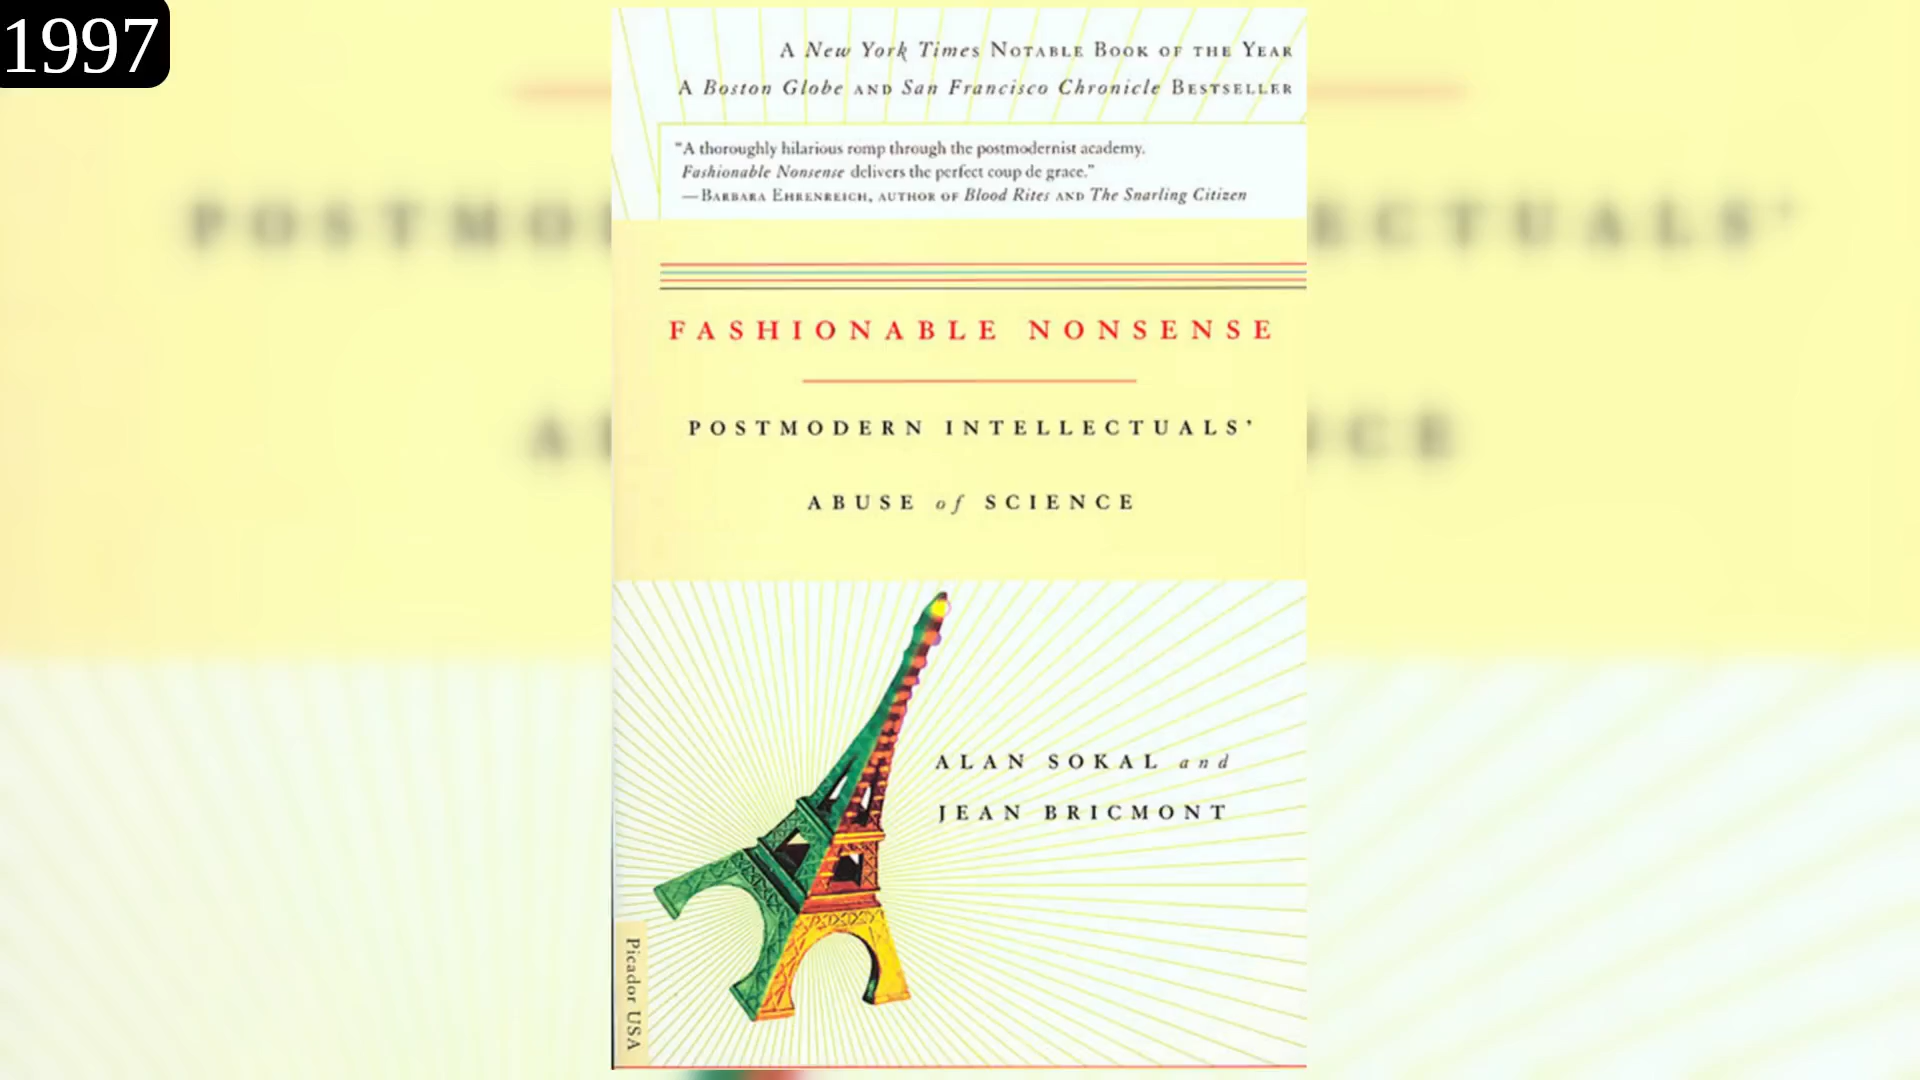 1997
A New York Times NOTABLE BOOK OF THE YEAR
A Boston Globe AND San Francisco Chronicle BESTSELLER
"A thoroughly hilarious romp through the postmodernist academy.
Fashionable Nonsense delivers the perfect coup de grace."
—BARBARA EHRENREICH, AUTHOR OF Blood Rites AND The Snarling Citizen
FASHIONABLE NONSENSE
POSTMODERN INTELLECTUALS'
ABUSE of SCIENCE
ALAN SOKAL and
JEAN BRICMONT
Picador USA